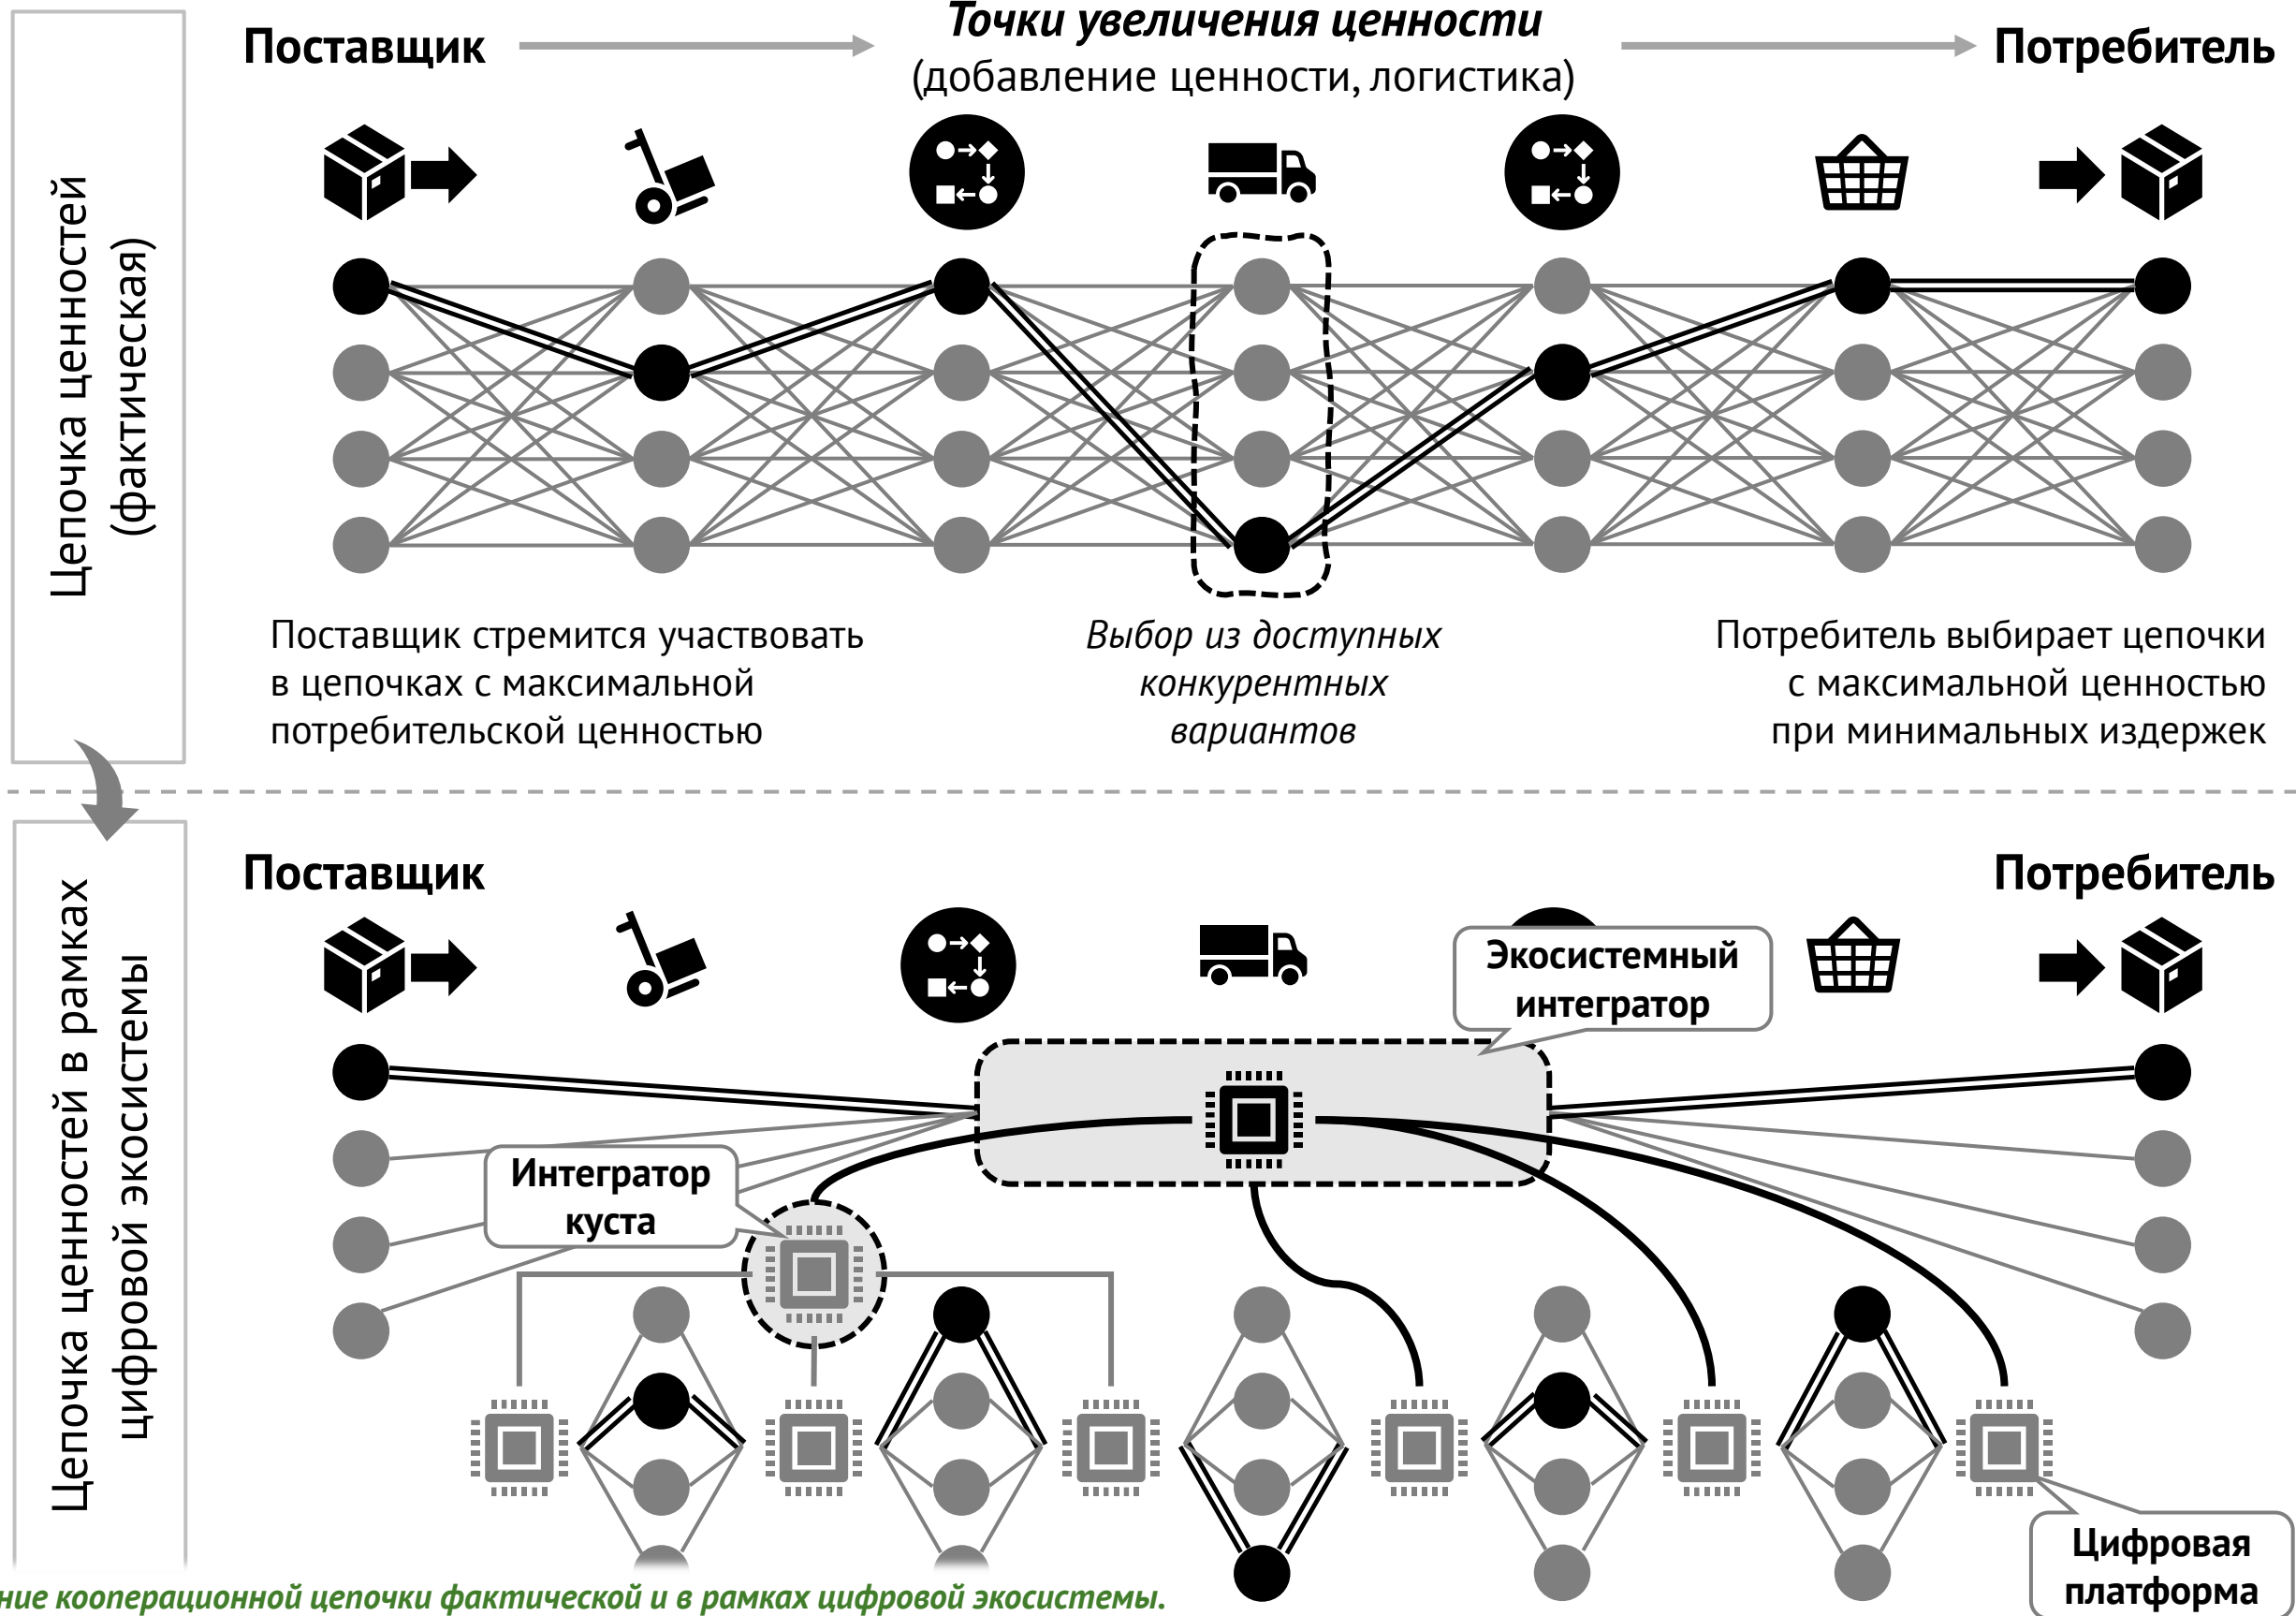 Точки увеличения ценности
Поставщик
Потребитель
(добавление ценности, логистика)
Цепочка ценностей
(фактическая)
Поставщик стремится участвовать
в цепочках с максимальной
потребительской ценностью
Выбор из доступных
конкурентных
вариантов
Потребитель выбирает цепочки
с максимальной ценностью
при минимальных издержек
Цепочка ценностей в рамках
цифровой экосистемы
Поставщик
Потребитель
Экосистемный
интегратор
Интегратор
куста
Цифровая
платформа
кооперационной цепочки фактической и в рамках цифровой экосистемы.